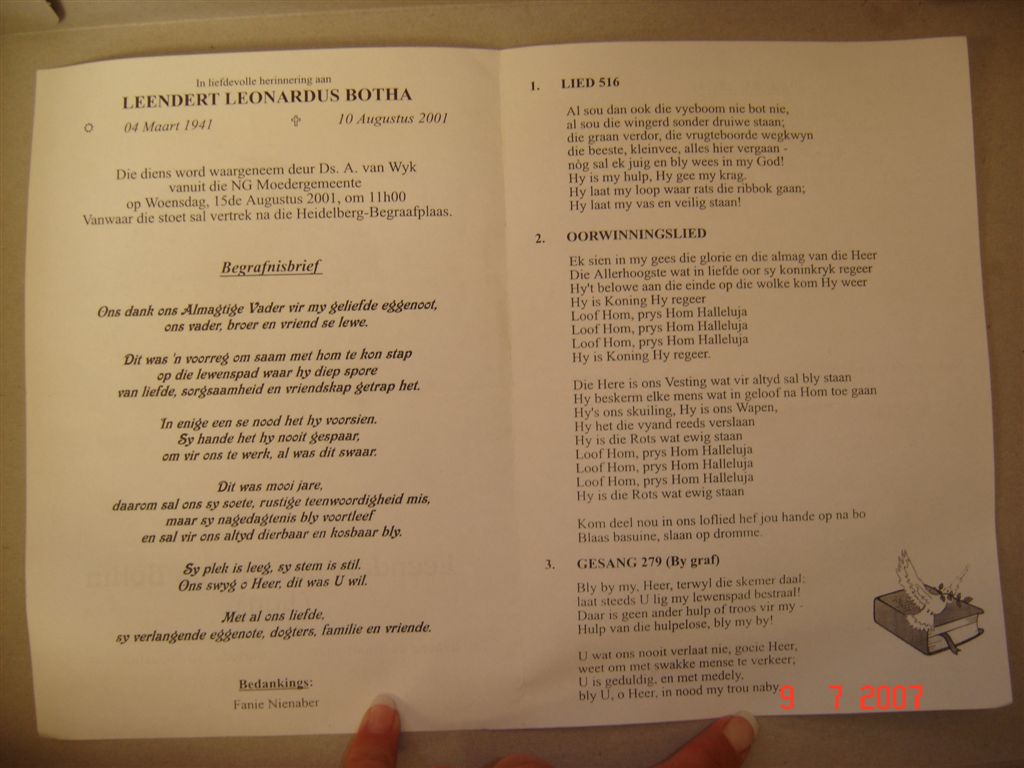 In liefdevolle herinnering aan
LEENDERT LEONARDUS BOTHA
04 Maart 1941 10 Augustus 2001
Die diens word waargeneem deur Ds. A. van Wyk
vanuit die NG Moedergemeente
op Woensdag, 15de Augustus 2001, om 11h00
Vanwaar die stoet sal vertrek na die Heidelberg-Begraafplaas.
Begrafnisbrief
Ons dank ons Almagtige Vader vir my geliefde eggenoot,
ons vader, broer en vriend se lewe.
Dit was 'n voorreg om saam met hom te kon stap
op die lewenspad waar hy diep spore
van liefde, sorgsaamheid en vriendskap getrap het.
In enige een se nood het hy voorsien.
Sy hande het hy nooit gespaar,
om vir ons te werk, al was dit swaar.
Dit was mooi jare,
daarom sal ons sy soete, rustige teenwoordigheid mis,
maar sy nagedagtenis bly voortleef
en sal vir ons altyd dierbaar en kosbaar bly.
Sy plek is leeg, sy stem is stil.
Ons swyg o Heer, dit was U wil.
Met al ons liefde,
sy verlangende eggenote, dogters, familie en vriende.
Bedankings:
Fanie Nienaber
1. LIED 516
Al sou dan ook die vyeboom nie bot nie,
al sou die wingerd sonder druiwe staan;
die graan verdor, die vrugteboorde wegkwyn
die beeste, kleinvee, alles hier vergaan -
nòg sal ek juig en bly wees in my God!
Hy is my hulp, Hy gee my krag.
Hy laat my loop waar rats die ribbok gaan;
Hy laat my vas en veilig staan!
2. OORWINNINGSLIED
Ek sien in my gees die glorie en die almag van die Heer
Die Allerhoogste wat in liefde oor sy koninkryk regeer
Hy't belowe aan die einde op die wolke kom Hy weer
Hy is Koning Hy regeer
Loof Hom, prys Hom Halleluja
Loof Hom, prys Hom Halleluja
Loof Hom, prys Hom Halleluja
Hy is Koning Hy regeer.
Die Here is ons Vesting wat vir altyd sal bly staan
Hy beskerm elke mens wat in geloof na Hom toe gaan
Hy's ons skuiling, Hy is ons Wapen,
Hy het die vyand reeds verslaan
Hy is die Rots wat ewig staan
Loof Hom, prys Hom Halleluja
Loof Hom, prys Hom Halleluja
Loof Hom, prys Hom Halleluja
Hy is die Rots wat ewig staan
Kom deel nou in ons loflied hef jou hande op na bo
Blaas basuine, slaan op dromme.
3. GESANG 279 (By graf)
Bly by my, Heer, terwyl die skemer daal:
laat steeds U lig my lewenspad bestraal!
Daar is geen ander hulp of troos vir my -
Hulp van die hulpelose, bly my by!
U wat ons nooit verlaat nie, goeie Heer,
weet om met swakke mense te verkeer;
U is geduldig, en met medely,
bly U, o Heer, in nood my trou naby.
9 7 2007